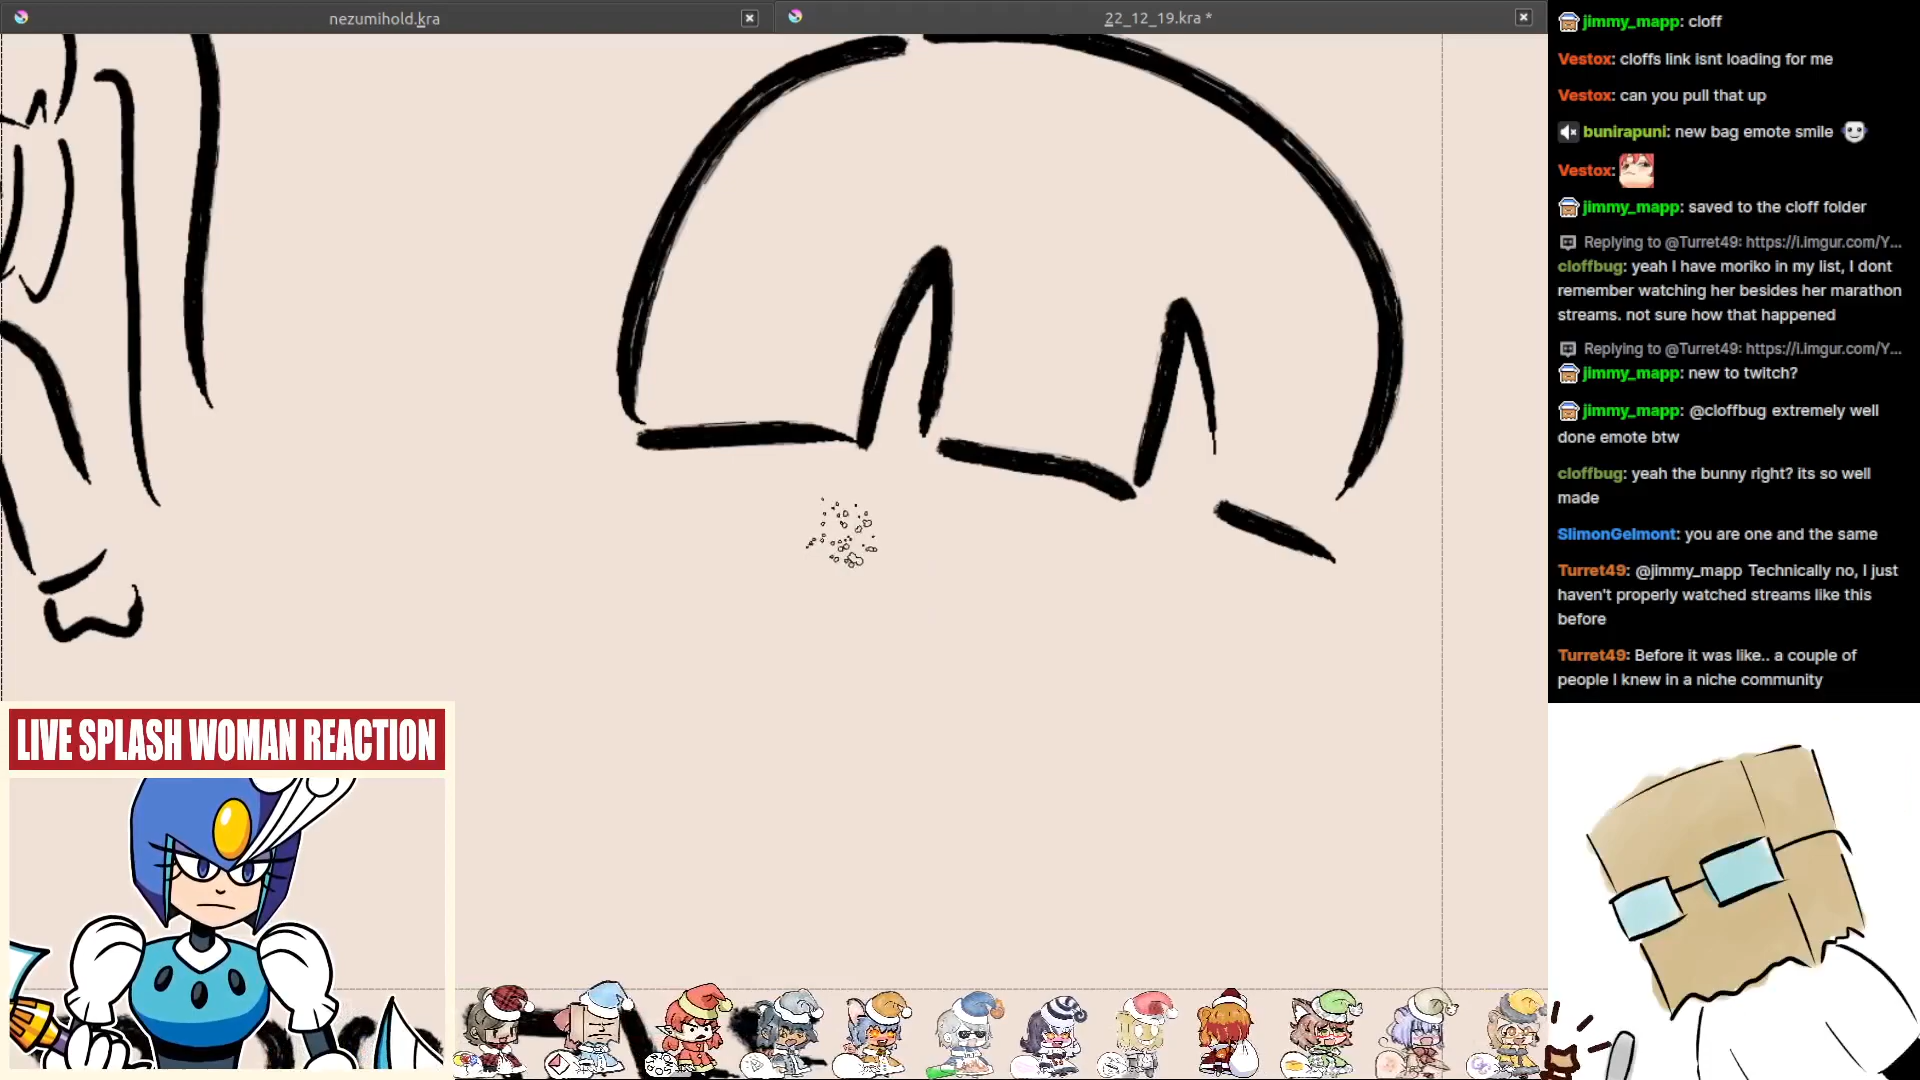 nezumihold.kra
22_12_19.kra *
jimmy_mapp: cloff
Vestox: cloffs link isnt loading for me
Vestox: can you pull that up
bunirapuni: new bag emote smile
Vestox:
jimmy_mapp: saved to the cloff folder
Replying to @Turret49: https://i.imgur.com/Y...
cloffbug: yeah I have moriko in my list, I dont
remember watching her besides her marathon
streams. not sure how that happened
Replying to @Turret49: https://i.imgur.com/Y...
jimmy_mapp: new to twitch?
jimmy_mapp: @cloffbug extremely well
done emote btw
cloffbug: yeah the bunny right? its so well
made
SlimonGelmont: you are one and the same
Turret49: @jimmy_mapp Technically no, I just
haven't properly watched streams like this
before
Turret49: Before it was like.. a couple of
people I knew in a niche community
LIVE SPLASH WOMAN REACTION